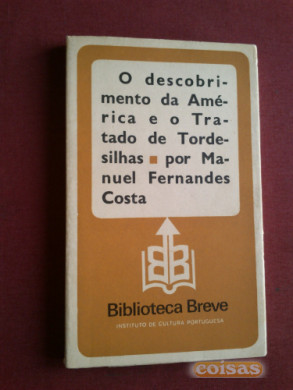 O descobri-
mento da Amé-
rica e o Tra-
tado de Torde-
silhas ■ por Ma-
nuel Fernandes
Costa
BB
Biblioteca Breve
INSTITUTO DE CULTURA PORTUGUESA
coisas